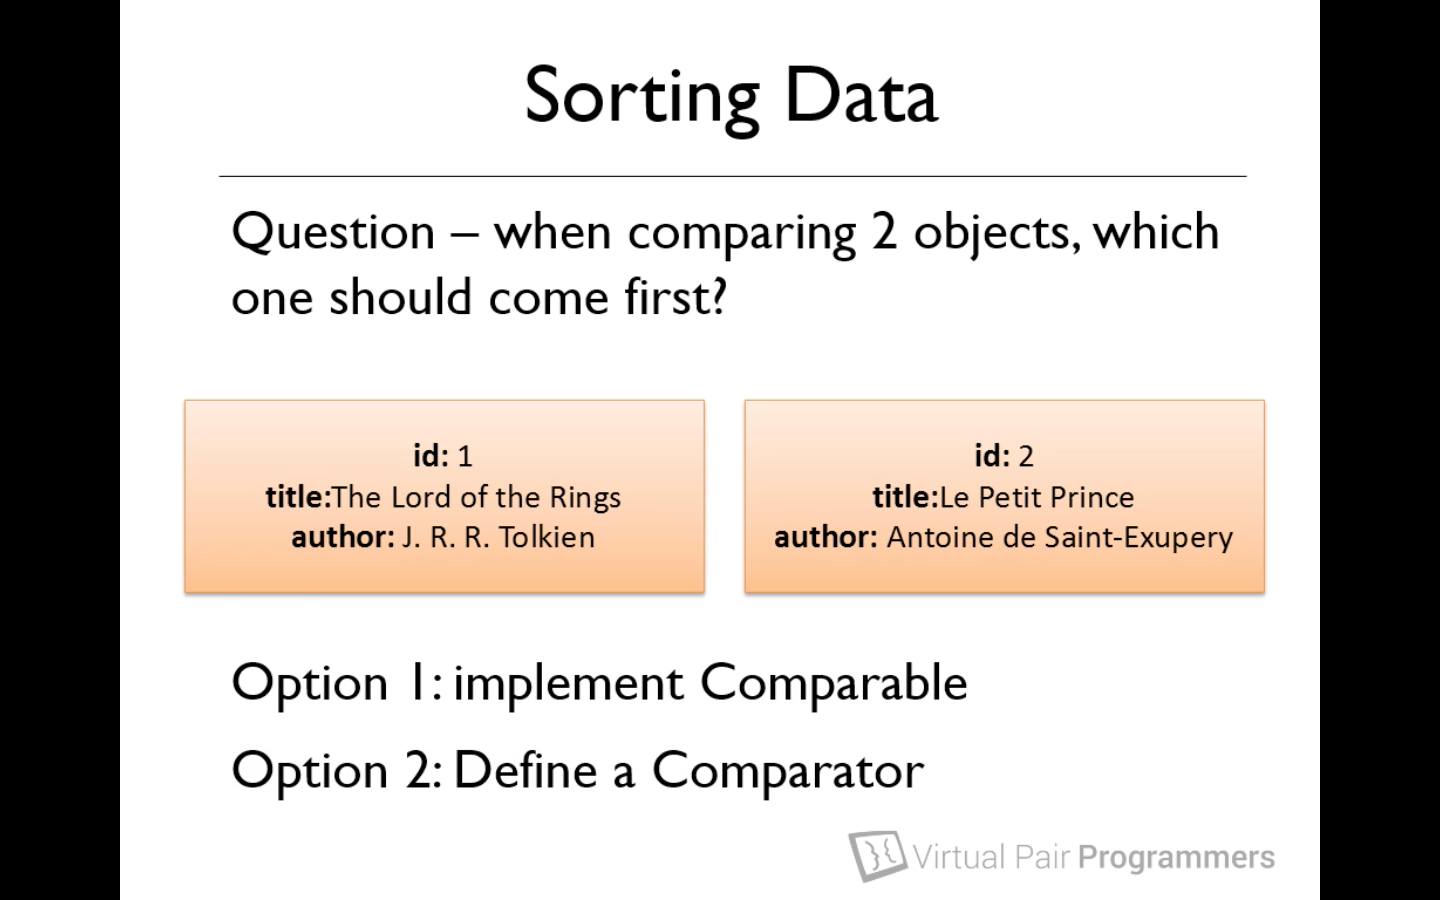 Sorting Data
Question – when comparing 2 objects, which
one should come first?
id: 1
title:The Lord of the Rings
author: J. R. R. Tolkien
id: 2
title:Le Petit Prince
author: Antoine de Saint-Exupery
Option 1: implement Comparable
Option 2: Define a Comparator
Virtual Pair Programmers